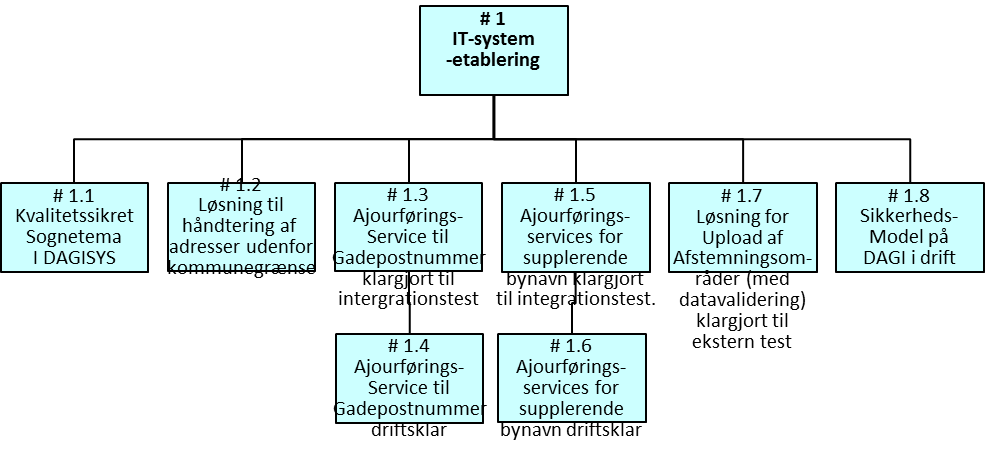 # 1
IT-system
-etablering
# 1.1
Kvalitetssikret
Sognetema
I DAGISYS
# 1.2
Løsning til
håndtering af
adresser udenfor
kommunegrænse
# 1.3
Ajourførings-
Service til
Gadepostnummer
klargjort til
intergrationstest
# 1.5
Ajourførings-
services for
supplerende
bynavn klargjort
til integrationstest.
# 1.7
Løsning for
Upload af
Afstemningsom-
råder (med
datavalidering)
klargjort til
ekstern test
# 1.8
Sikkerheds-
Model på
DAGI i drift
# 1.4
Ajourførings-
Service til
Gadepostnummer
driftsklar
# 1.6
Ajourførings-
services for
supplerende
bynavn driftsklar